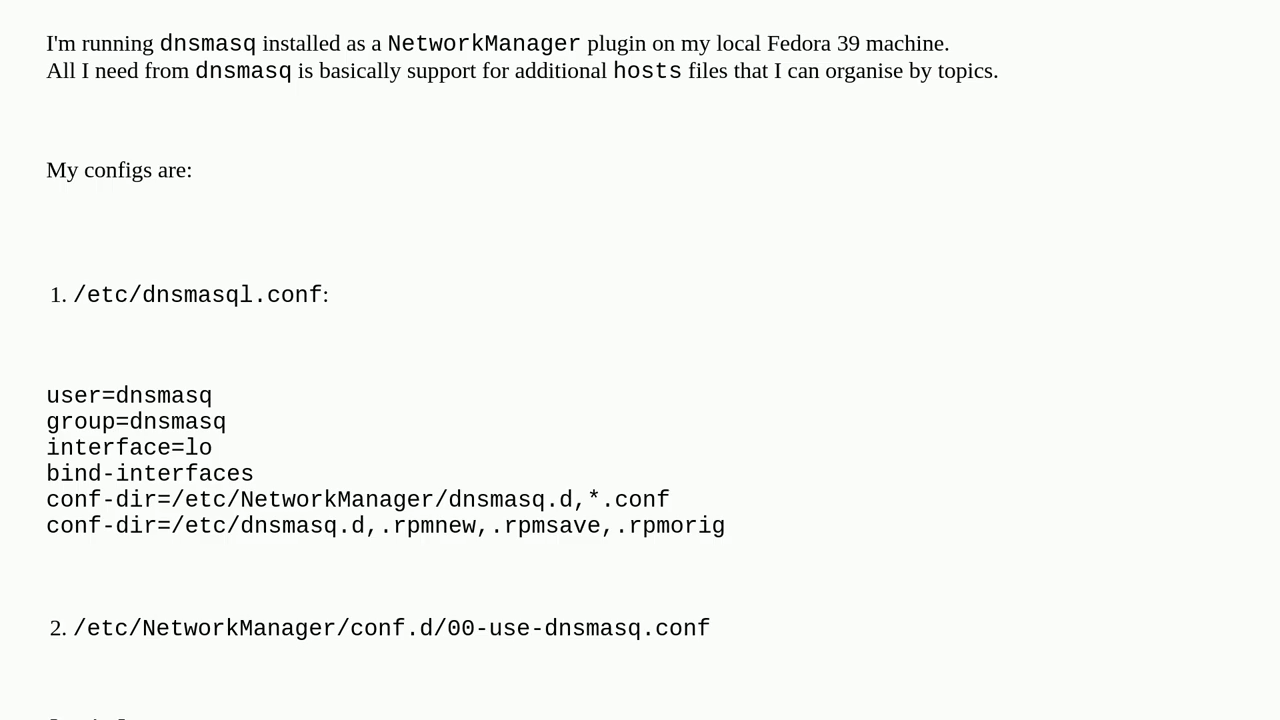 I'm running dnsmasq installed as a NetworkManager plugin on my local Fedora 39 machine.
All I need from dnsmasq is basically support for additional hosts files that I can organise by topics.
My configs are:
1. /etc/dnsmasql.conf:
user=dnsmasq
group=dnsmasq
interface=lo
bind-interfaces
conf-dir=/etc/NetworkManager/dnsmasq.d,*.conf
conf-dir=/etc/dnsmasq.d,.rpmnew,.rpmsave,.rpmorig
2. /etc/NetworkManager/conf.d/00-use-dnsmasq.conf